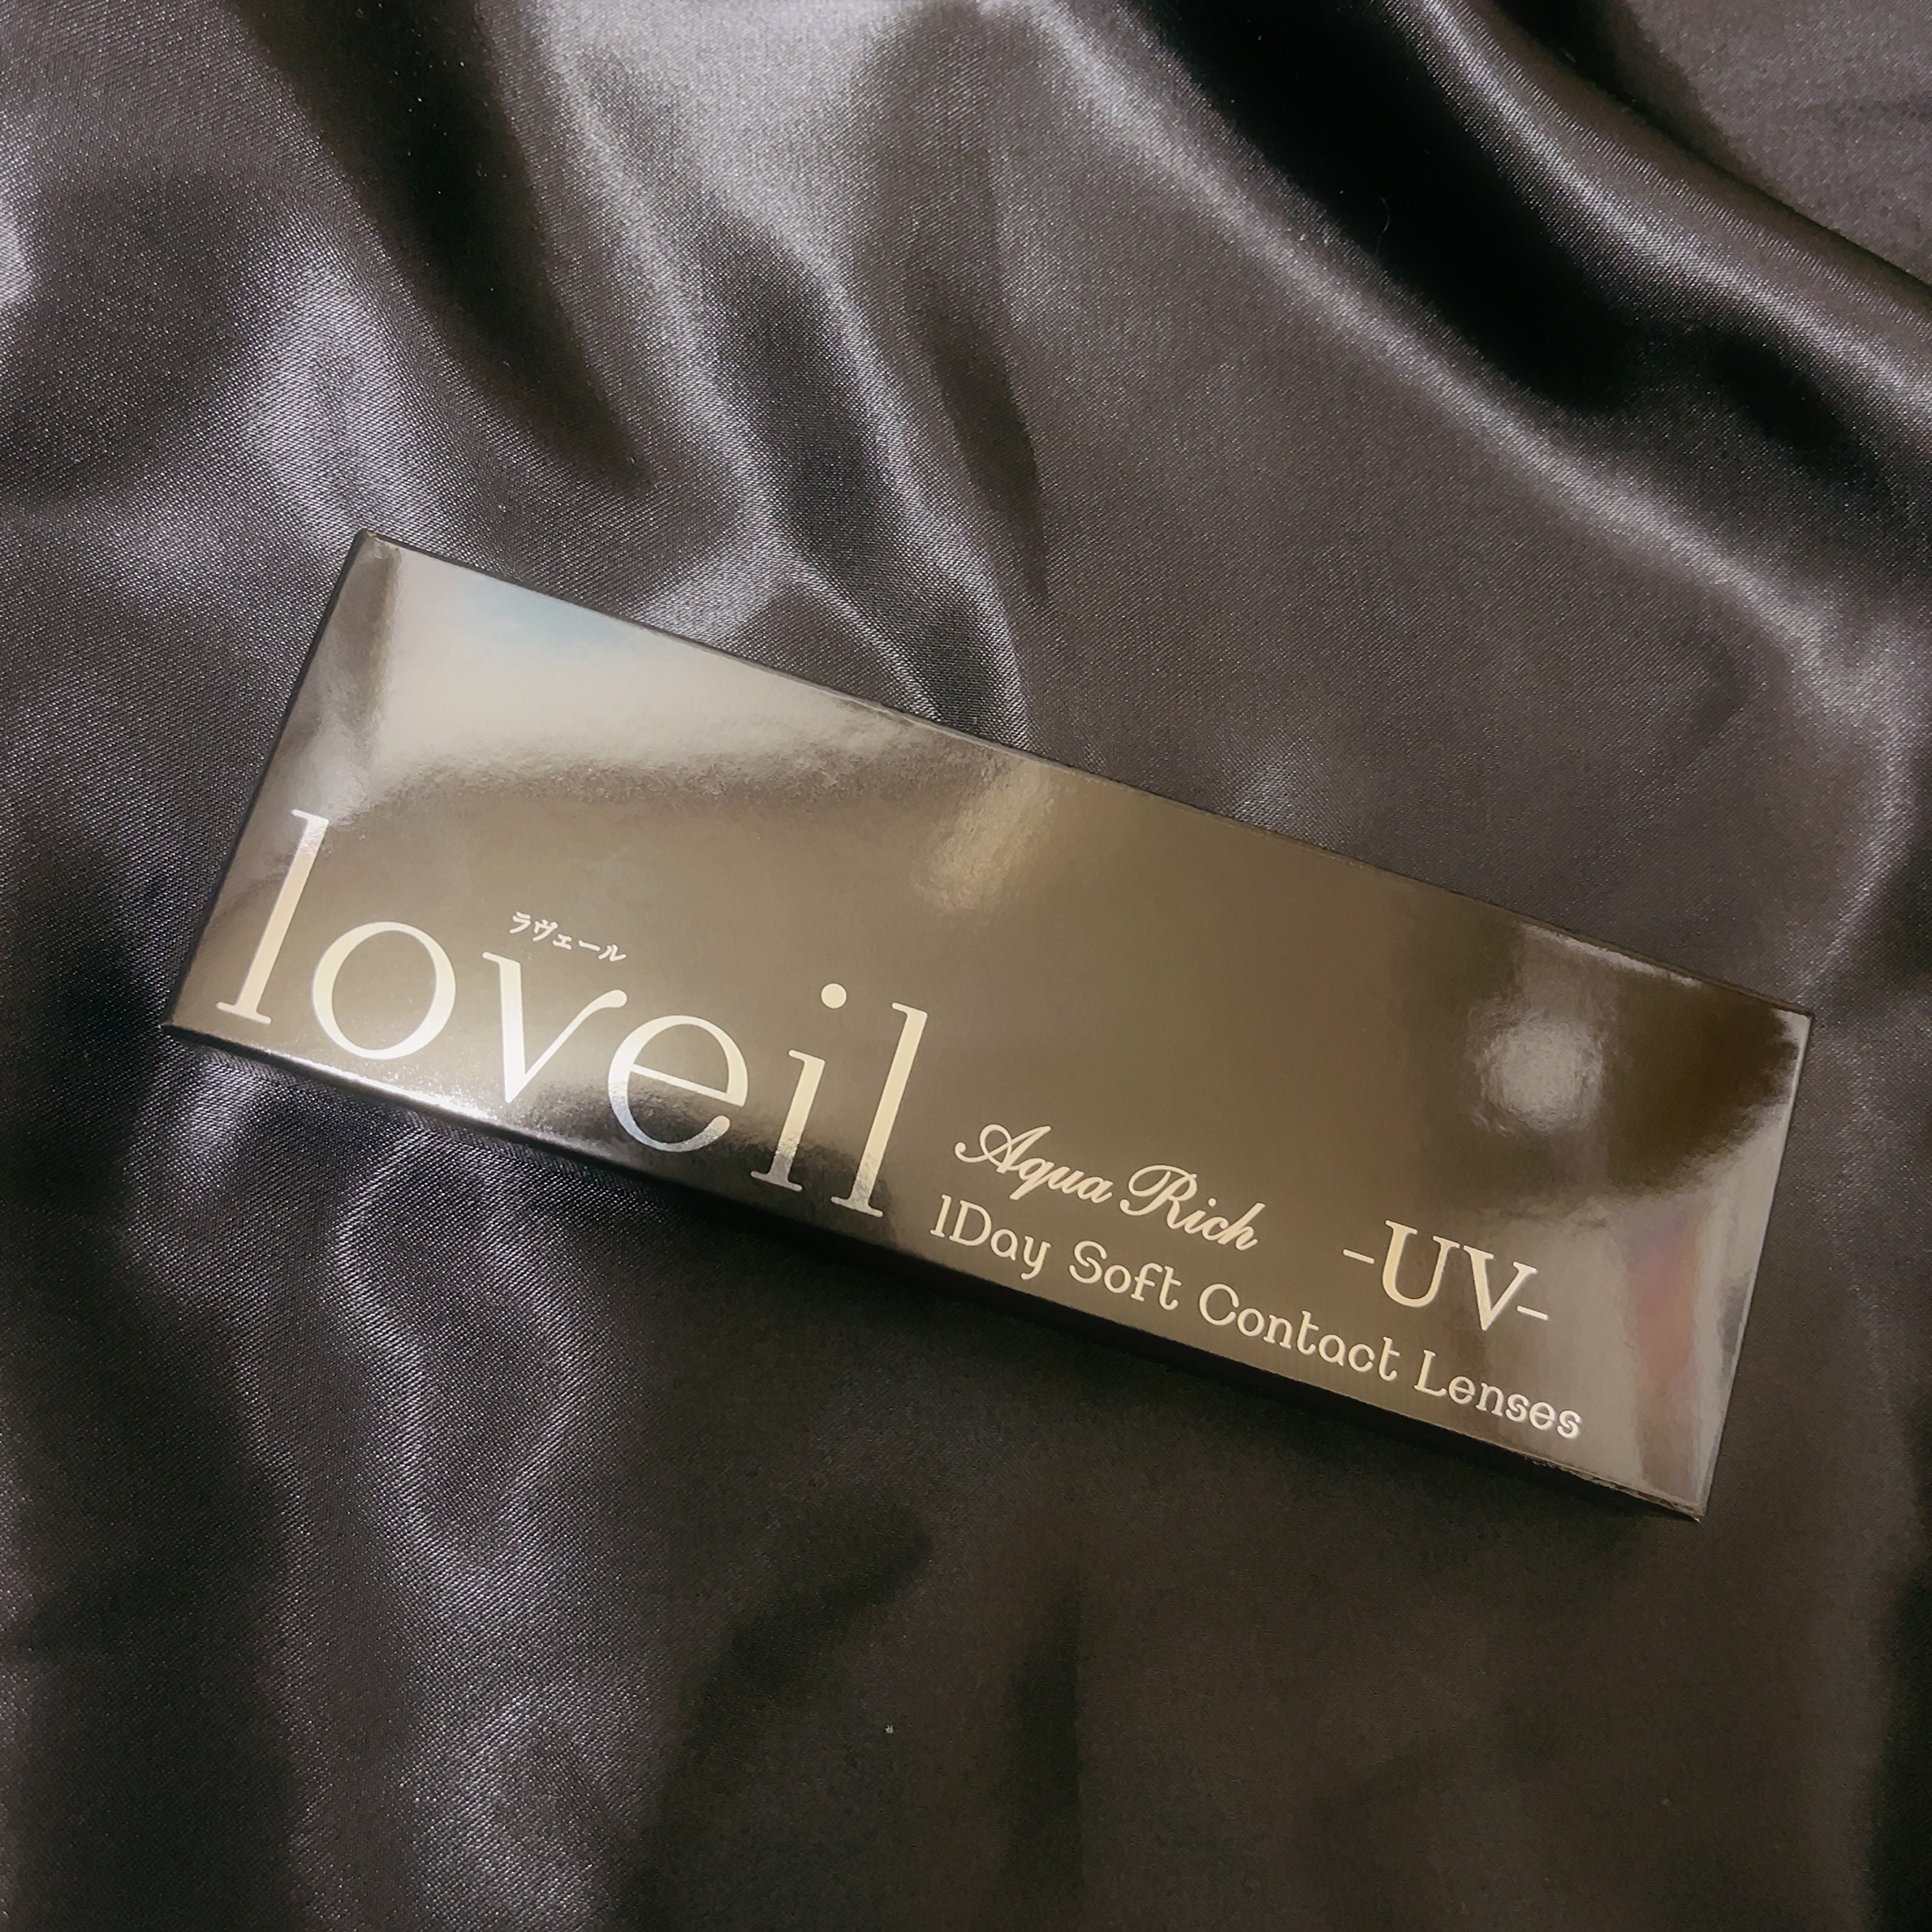 ラヴェール
loveil
Aqua Rich -UV-
1Day Soft Contact Lenses